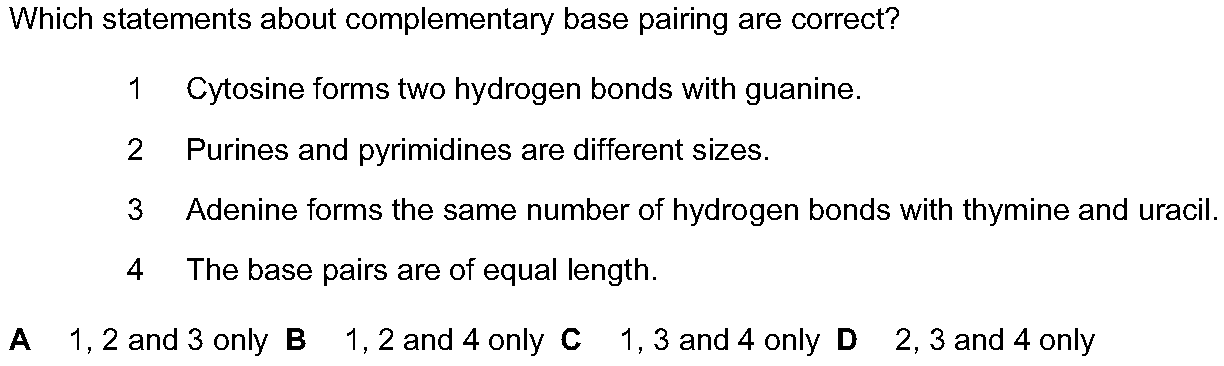 Which statements about complementary base pairing are correct?
1 Cytosine forms two hydrogen bonds with guanine.
2 Purines and pyrimidines are different sizes.
3 Adenine forms the same number of hydrogen bonds with thymine and uracil.
4 The base pairs are of equal length.
A 1, 2 and 3 only B 1, 2 and 4 only C 1, 3 and 4 only D 2, 3 and 4 only